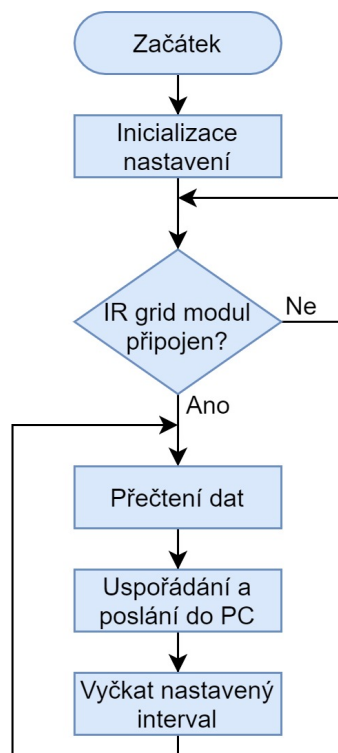 Začátek
Inicializace
nastavení
IR grid modul
připojen?
Ne
Ano
Přečtení dat
Uspořádání a
poslání do PC
Vyčkat nastavený
interval